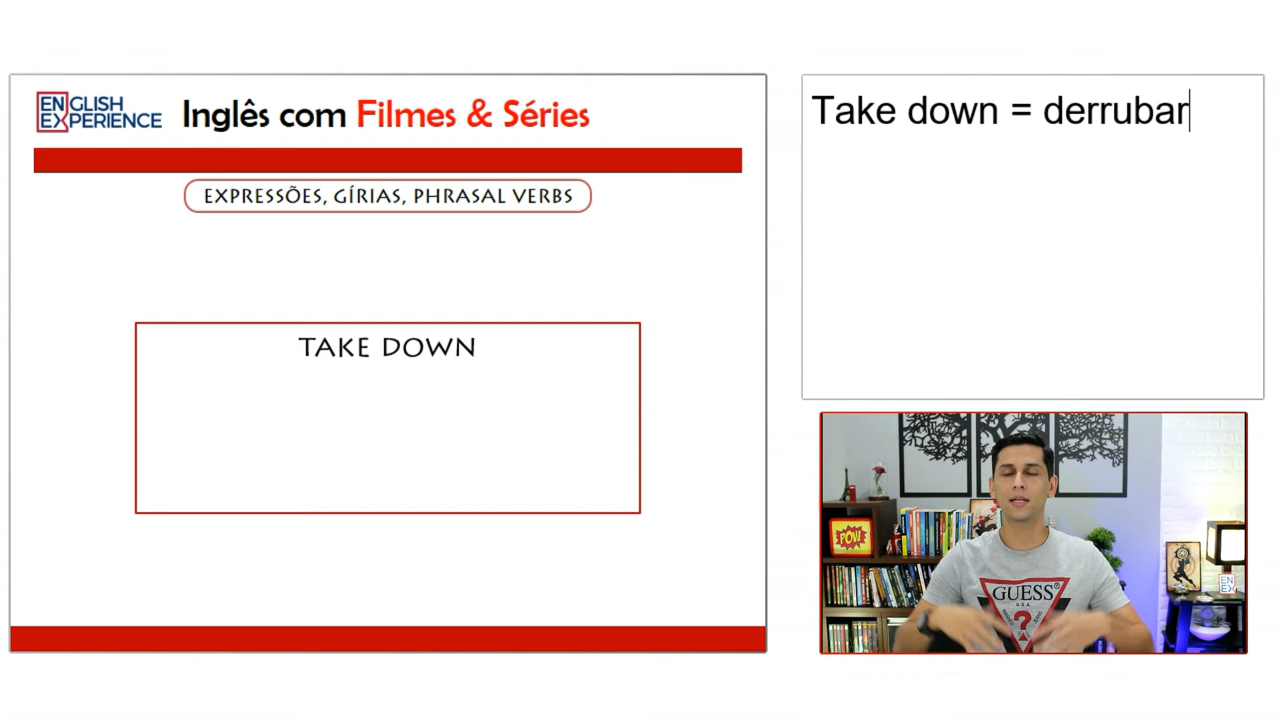 ENGLISH
EXPERIENCE
Inglês com Filmes & Séries
EXPRESSÕES, GÍRIAS, PHRASAL VERBS
TAKE DOWN
Take down = derrubar
POW
GUESS
U.S.A.
?
EN
EX